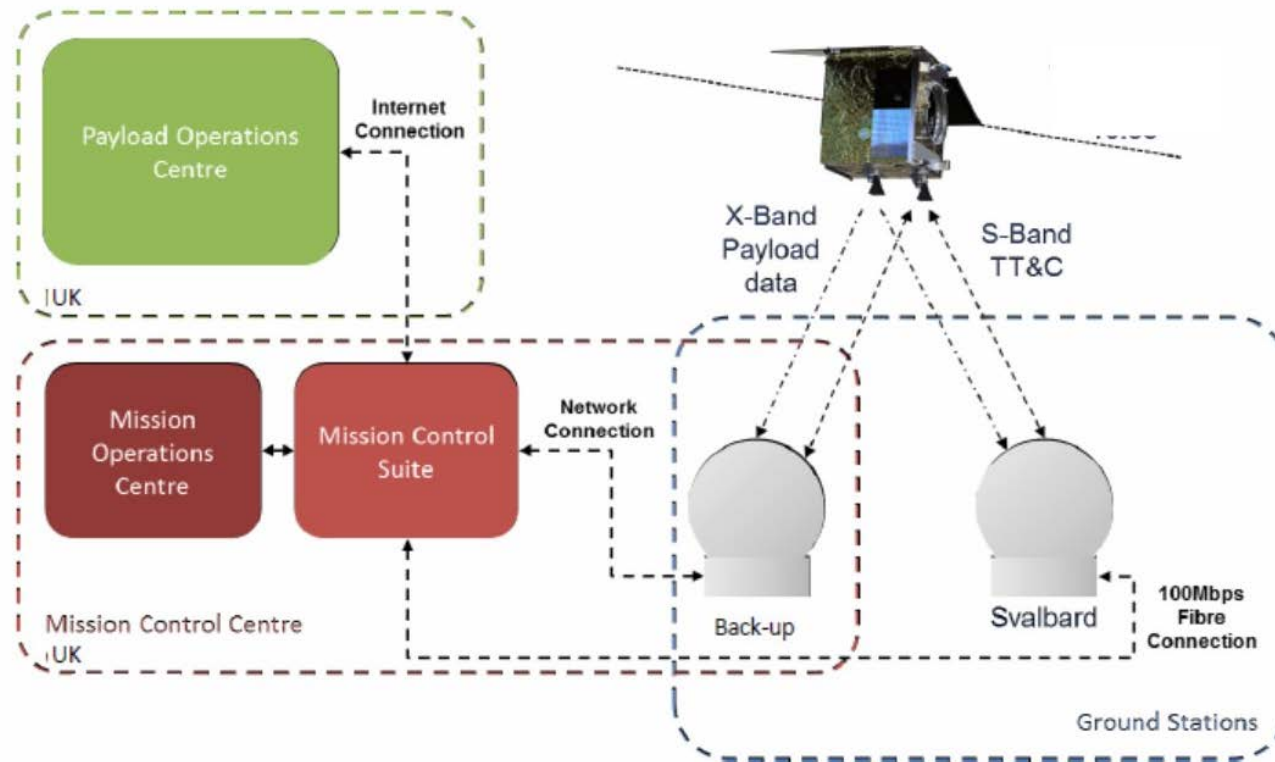 Payload Operations
Centre
Internet
Connection
UK
X-Band
Payload
data
S-Band
TT&C
Mission
Operations
Centre
Mission Control
Suite
Network
Connection
Mission Control Centre
UK
Back-up
Svalbard
100Mbps
Fibre
Connection
Ground Stations